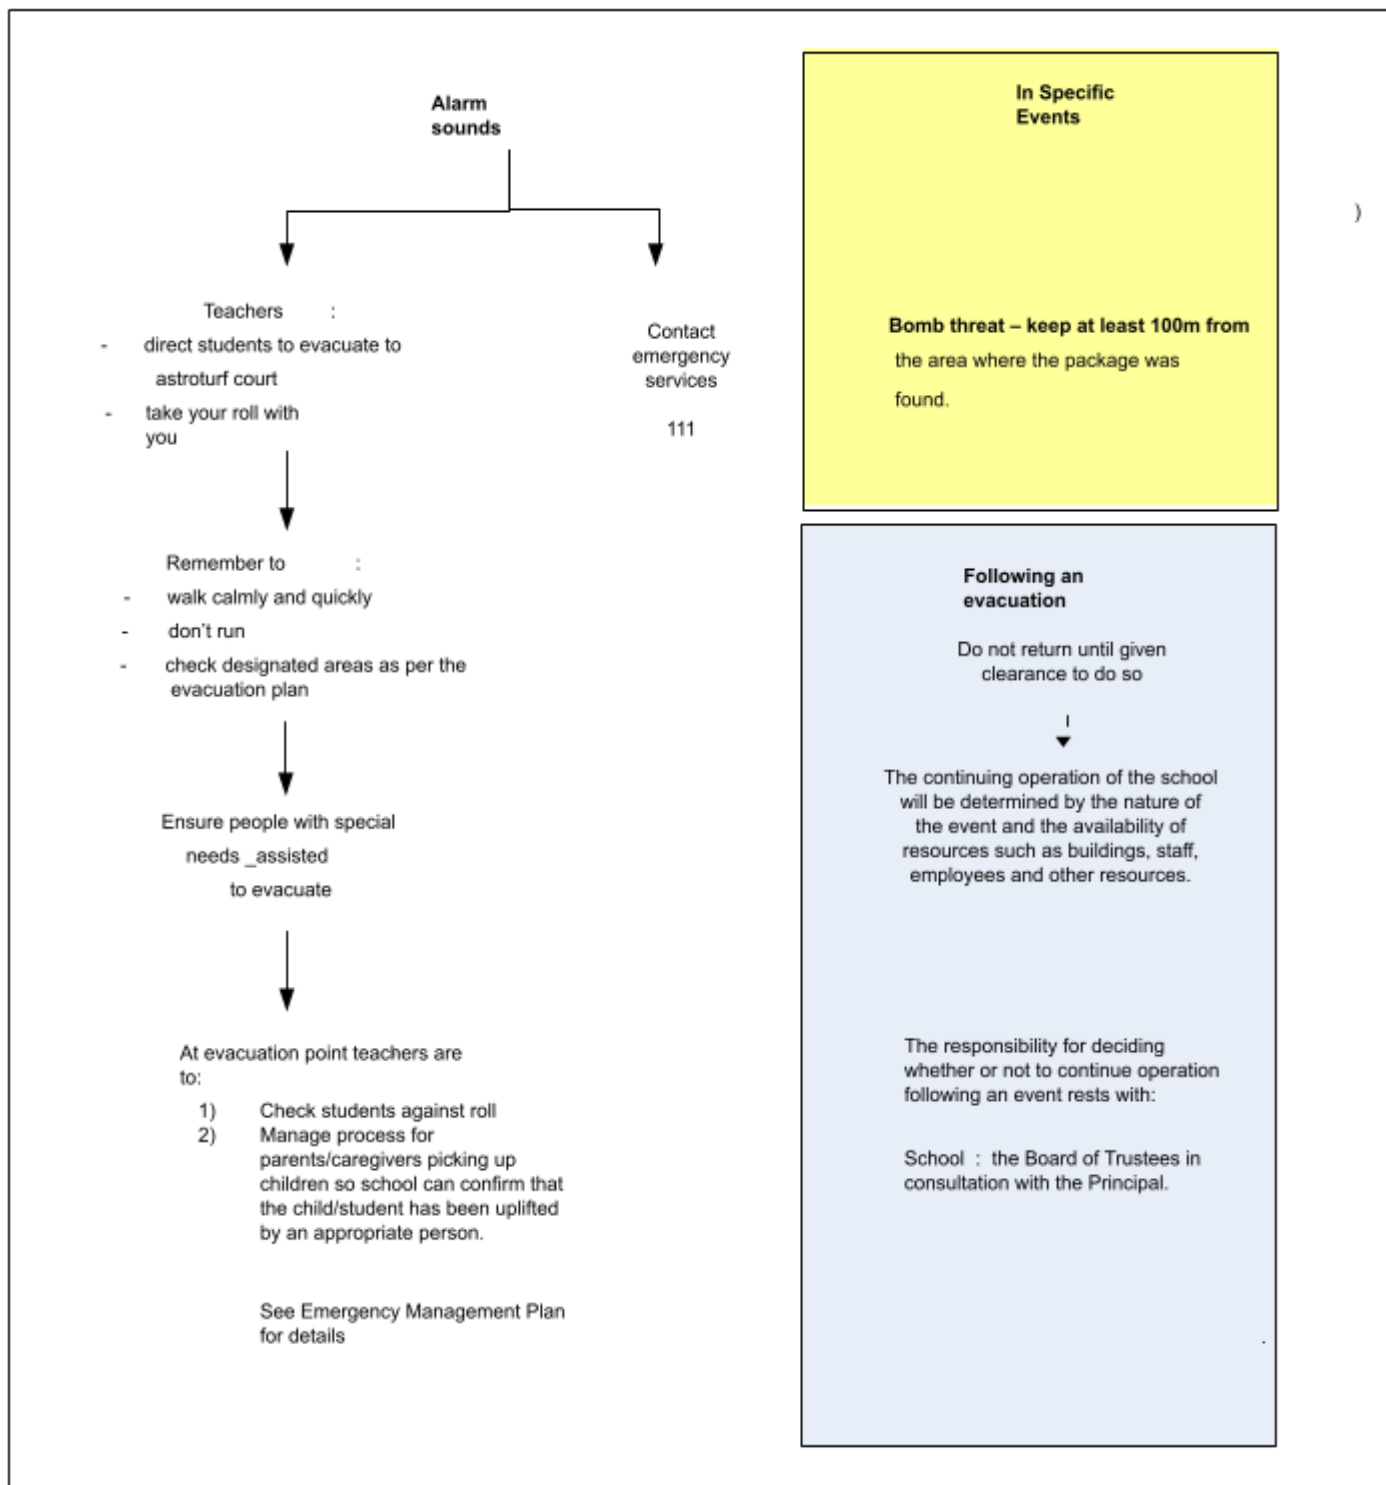 Alarm
sounds
Teachers :
- direct students to evacuate to
astroturf court
- take your roll with
you
Contact
emergency
services
111
Remember to :
- walk calmly and quickly
- don't run
- check designated areas as per the
evacuation plan
Ensure people with special
needs _assisted
to evacuate
At evacuation point teachers are
to:
1) Check students against roll
2) Manage process for
parents/caregivers picking up
children so school can confirm that
the child/student has been uplifted
by an appropriate person.
See Emergency Management Plan
for details
In Specific
Events
)
Bomb threat – keep at least 100m from
the area where the package was
found.
Following an
evacuation
Do not return until given
clearance to do so
The continuing operation of the school
will be determined by the nature of
the event and the availability of
resources such as buildings, staff,
employees and other resources.
The responsibility for deciding
whether or not to continue operation
following an event rests with:
School : the Board of Trustees in
consultation with the Principal.
.